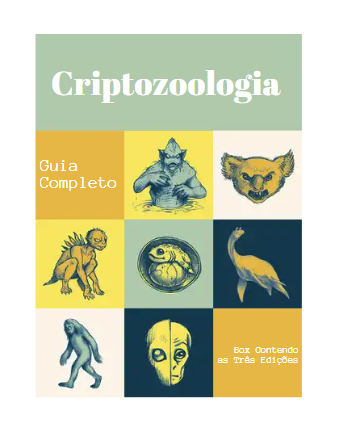 Criptozoologia
Guia
Completo
Box Contendo
as Três Edições